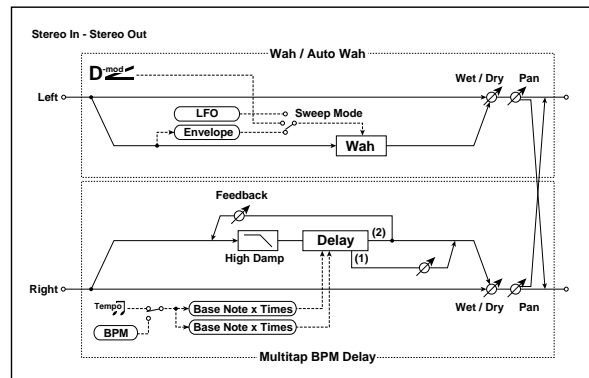 Stereo In - Stereo Out
Wah / Auto Wah
D-mod
Wet / Dry
Pan
Left
LFO
Sweep Mode
Envelope
Wah
Feedback
Delay
(2)
(1)
High Damp
Right
Tempo
Base Note x Times
BPM
Base Note x Times
Wet / Dry
Pan
Multitap BPM Delay